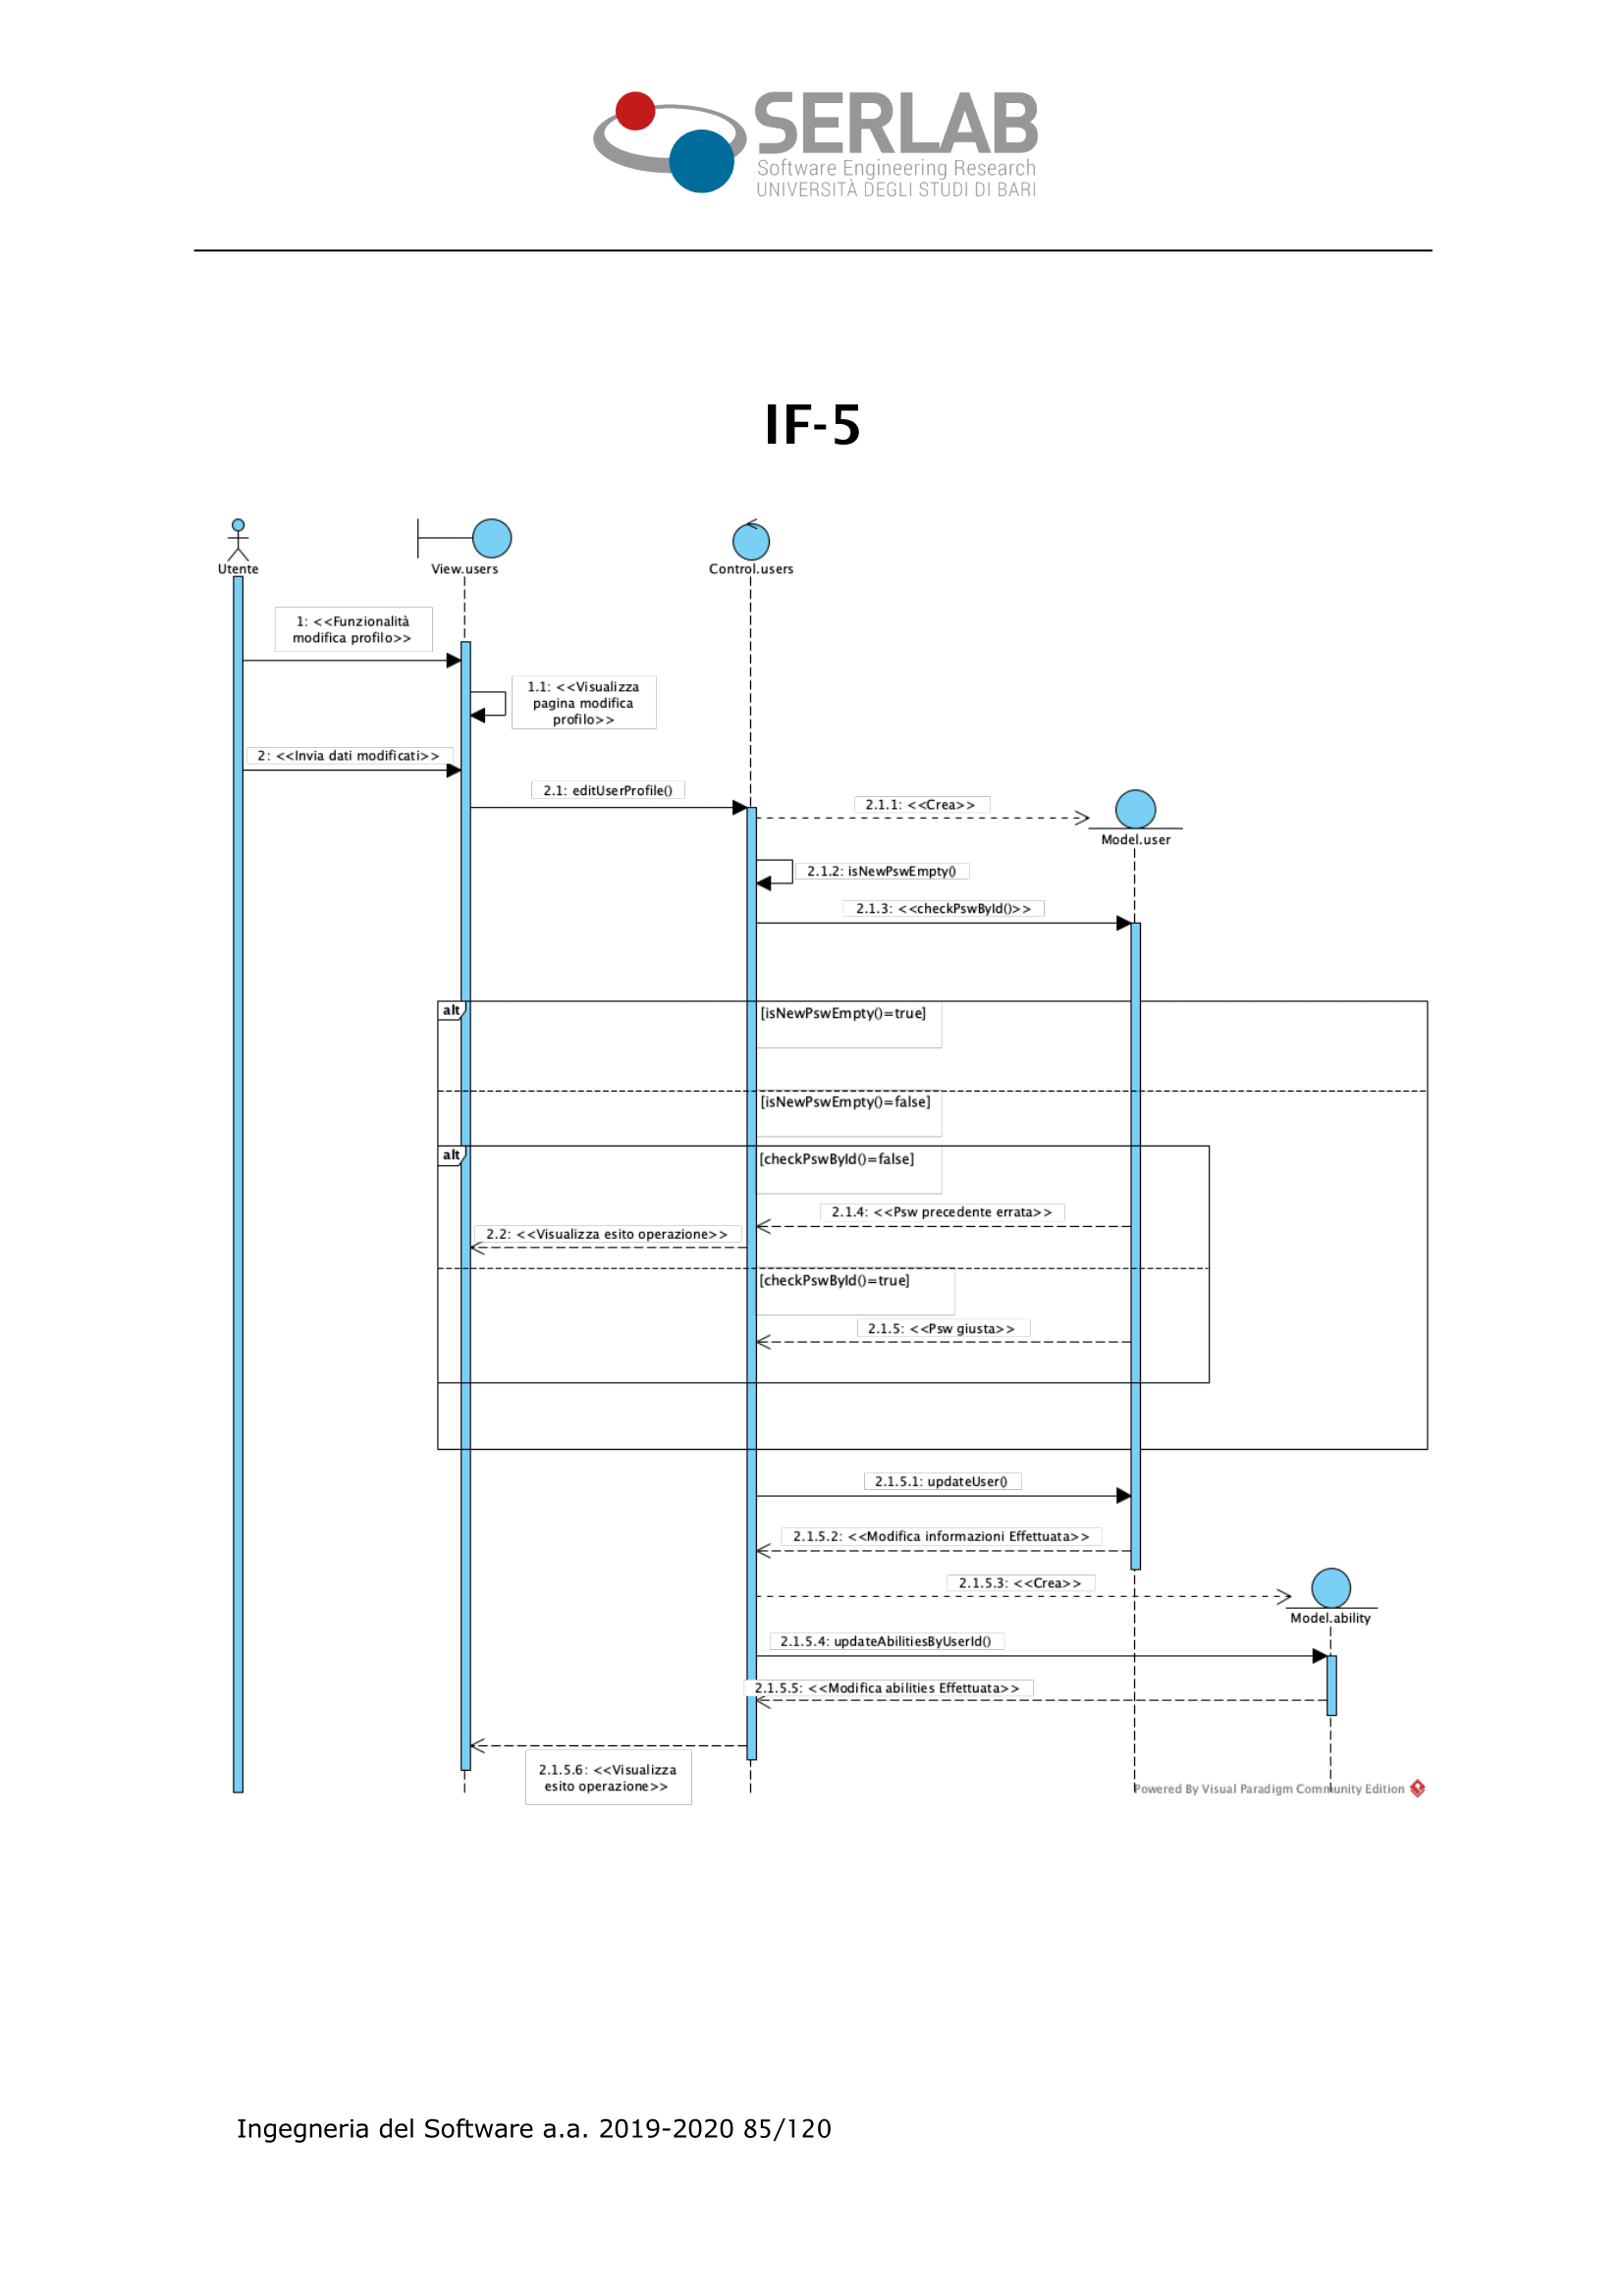 SERLAB
Software Engineering Research
UNIVERSITÀ DEGLI STUDI DI BARI
IF-5
Utente
View.users
Control.users
1: <<Funzionalità
modifica profilo>>
1.1: <<Visualizza
pagina modifica
profilo>>
2: <<Invia dati modificati>>
2.1: editUserProfile()
2.1.1: <<Crea>>
Model.user
2.1.2: isNewPswEmpty()
2.1.3: <<checkPswById()>>
alt
[isNewPswEmpty()=true]
[isNewPswEmpty()=false]
alt
[checkPswById()=false]
2.1.4: <<Psw precedente errata>>
2.2: <<Visualizza esito operazione>>
[checkPswById()=true]
2.1.5: <<Psw giusta>>
2.1.5.1: updateUser()
2.1.5.2: <<Modifica informazioni Effettuata>>
2.1.5.3: <<Crea>>
Model.ability
2.1.5.4: updateAbilitiesByUserId()
2.1.5.5: <<Modifica abilities Effettuata>>
2.1.5.6: <<Visualizza
esito operazione>>
Powered By Visual Paradigm Community Edition
Ingegneria del Software a.a. 2019-2020 85/120